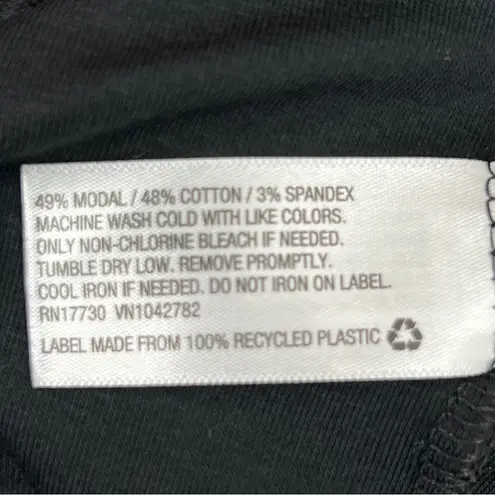 49% MODAL / 48% COTTON / 3% SPANDEX
MACHINE WASH COLD WITH LIKE COLORS.
ONLY NON-CHLORINE BLEACH IF NEEDED.
TUMBLE DRY LOW. REMOVE PROMPTLY.
COOL IRON IF NEEDED. DO NOT IRON ON LABEL.
RN17730 VN1042782
LABEL MADE FROM 100% RECYCLED PLASTIC